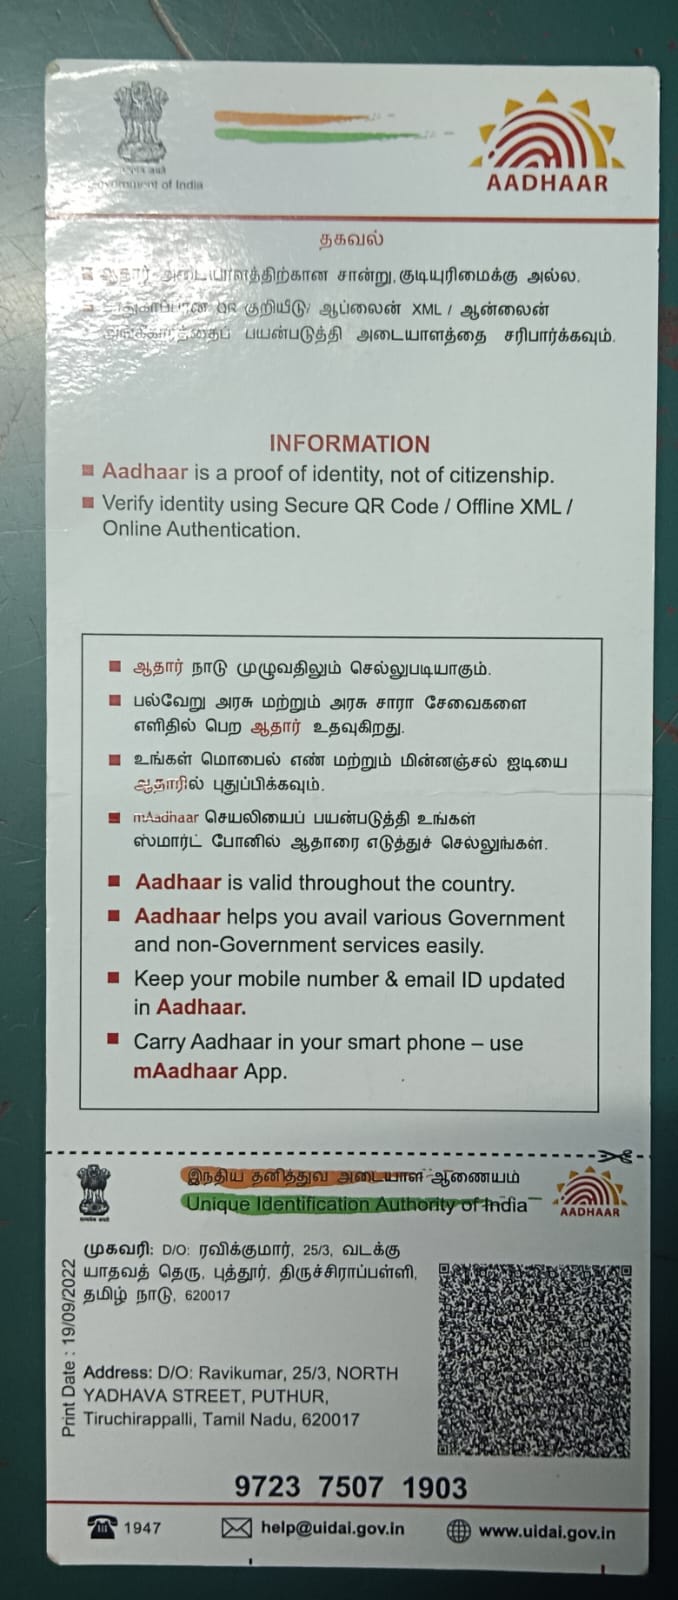 Government of India
AADHAAR
தகவல்
ஆதார் அடையாளத்திற்கான சான்று, குடியுரிமைக்கு அல்ல.
QR குறியீடு/ ஆப்லைன் XML / ஆன்லைன்
பயன்படுத்தி அடையாளத்தை சரிபார்க்கவும்.
INFORMATION
Aadhaar is a proof of identity, not of citizenship.
Verify identity using Secure QR Code / Offline XML /
Online Authentication.
ஆதார் நாடு முழுவதிலும் செல்லுபடியாகும்.
பல்வேறு அரசு மற்றும் அரசு சாரா சேவைகளை
எளிதில் பெற ஆதார் உதவுகிறது.
உங்கள் மொபைல் எண் மற்றும் மின்னஞ்சல் ஐடியை
ஆதாரில் புதுப்பிக்கவும்.
mAadhaar செயலியைப் பயன்படுத்தி உங்கள்
ஸ்மார்ட் போனில் ஆதாரை எடுத்துச் செல்லுங்கள்.
Aadhaar is valid throughout the country.
Aadhaar helps you avail various Government
and non-Government services easily.
Keep your mobile number & email ID updated
in Aadhaar.
Carry Aadhaar in your smart phone – use
mAadhaar App.
இந்திய தனித்துவ அடையாள ஆணையம்
Unique Identification Authority of India
AADHAAR
Print Date : 19/09/2022
முகவரி: D/O: ரவிக்குமார், 25/3, வடக்கு
யாதவத் தெரு, புத்தூர், திருச்சிராப்பள்ளி,
தமிழ் நாடு, 620017
Address: D/O: Ravikumar, 25/3, NORTH
YADHAVA STREET, PUTHUR,
Tiruchirappalli, Tamil Nadu, 620017
9723 7507 1903
1947
help@uidai.gov.in
www.uidai.gov.in